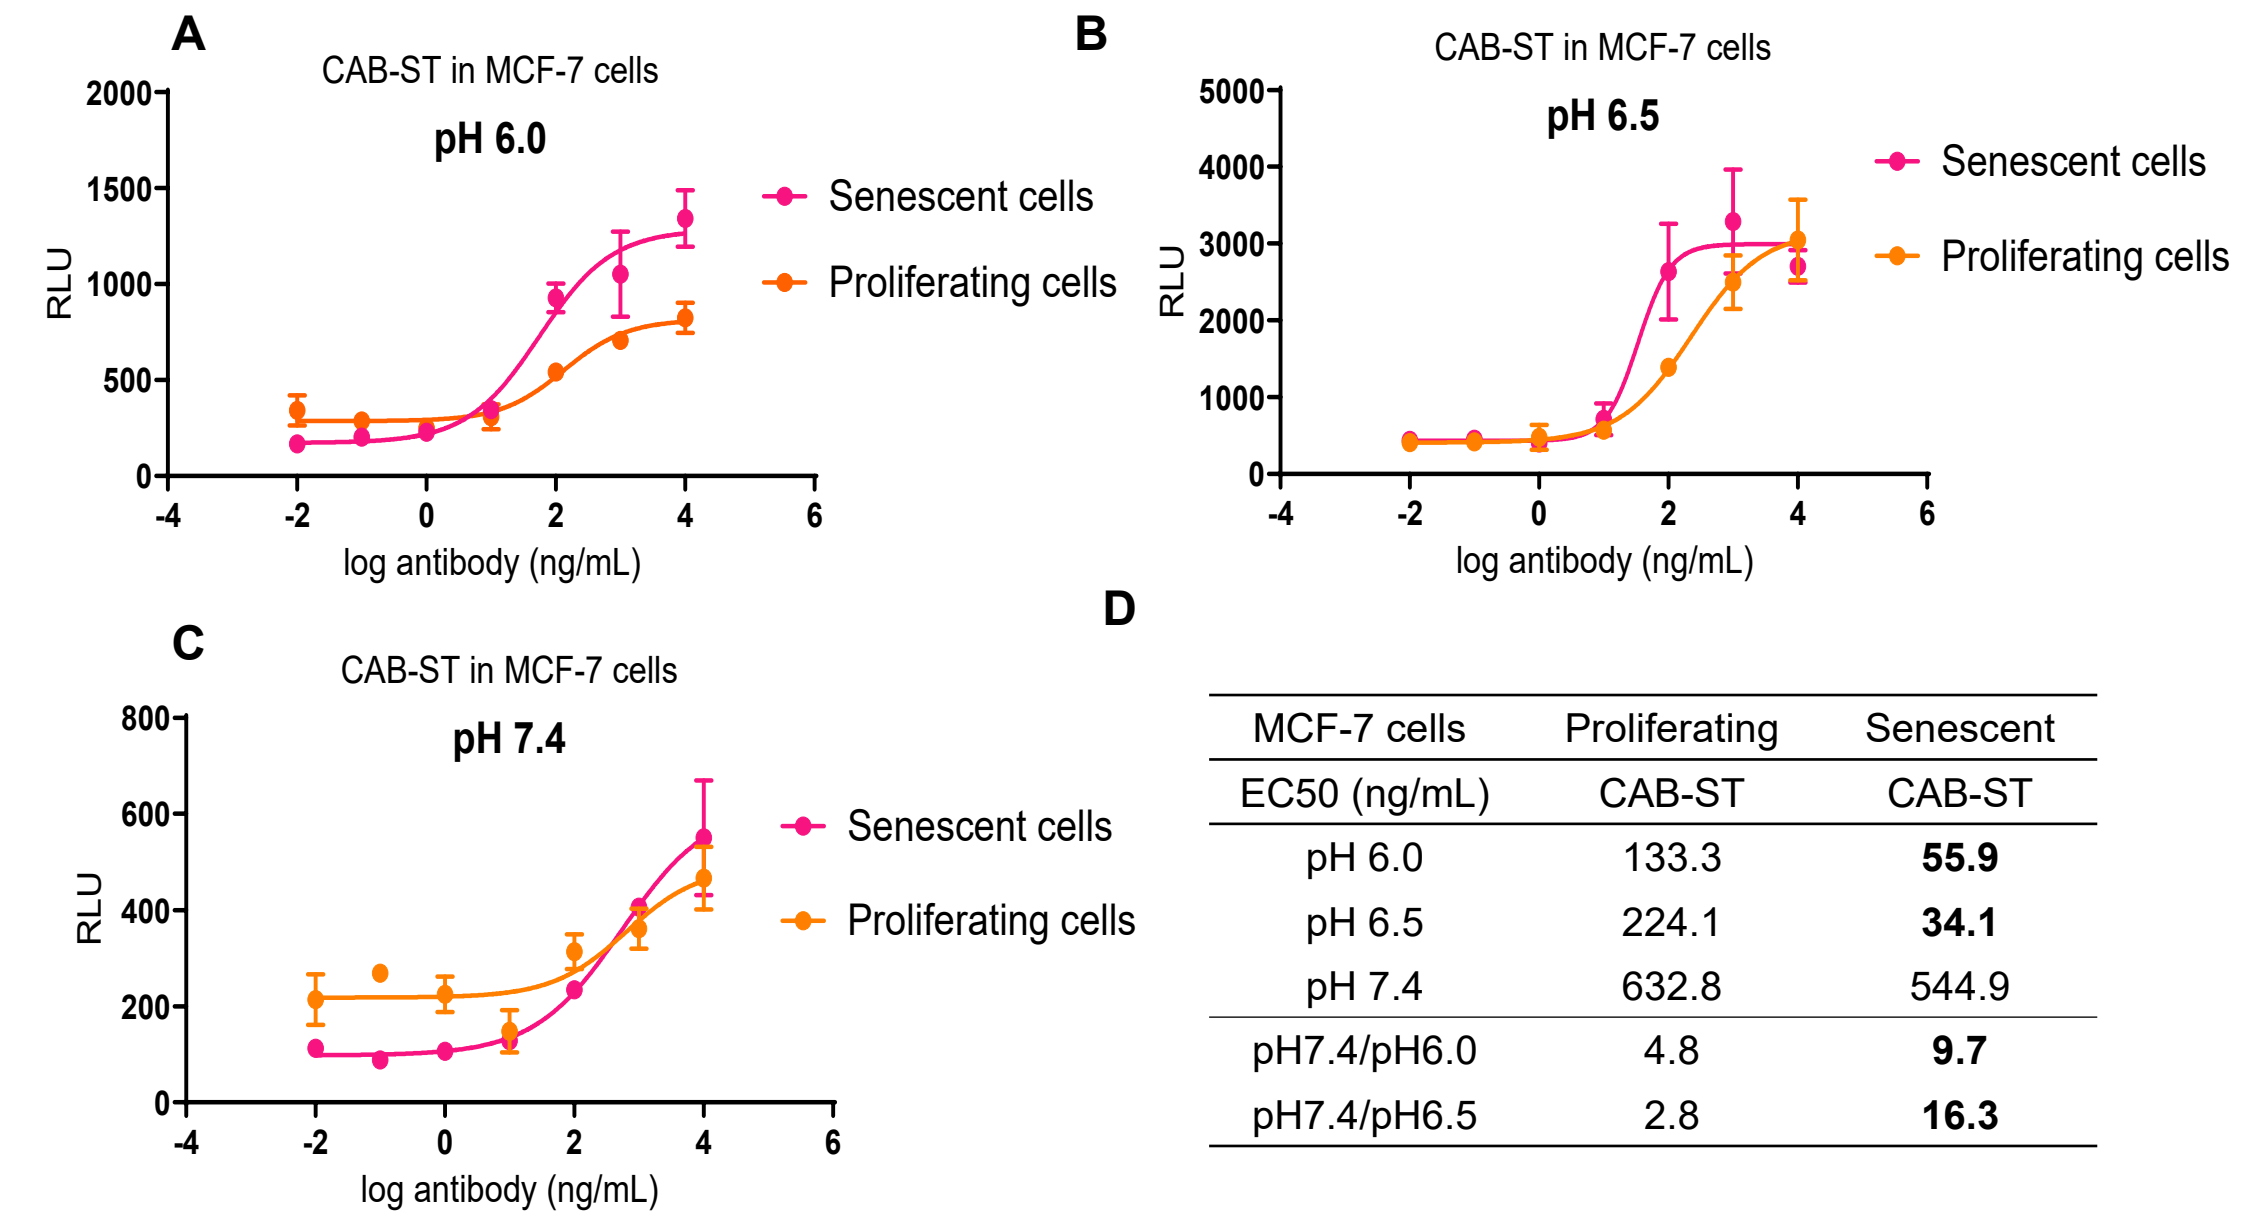 A
CAB-ST in MCF-7 cells
pH 6.0
2000
1500
1000
500
0
RLU
-4 -2 0 2 4 6
log antibody (ng/mL)
Senescent cells
Proliferating cells
B
CAB-ST in MCF-7 cells
pH 6.5
5000
4000
3000
2000
1000
0
RLU
-4 -2 0 2 4 6
log antibody (ng/mL)
Senescent cells
Proliferating cells
C
CAB-ST in MCF-7 cells
pH 7.4
800
600
400
200
0
RLU
-4 -2 0 2 4 6
log antibody (ng/mL)
Senescent cells
Proliferating cells
D
MCF-7 cells Proliferating Senescent
EC50 (ng/mL) CAB-ST CAB-ST
pH 6.0 133.3 55.9
pH 6.5 224.1 34.1
pH 7.4 632.8 544.9
pH7.4/pH6.0 4.8 9.7
pH7.4/pH6.5 2.8 16.3